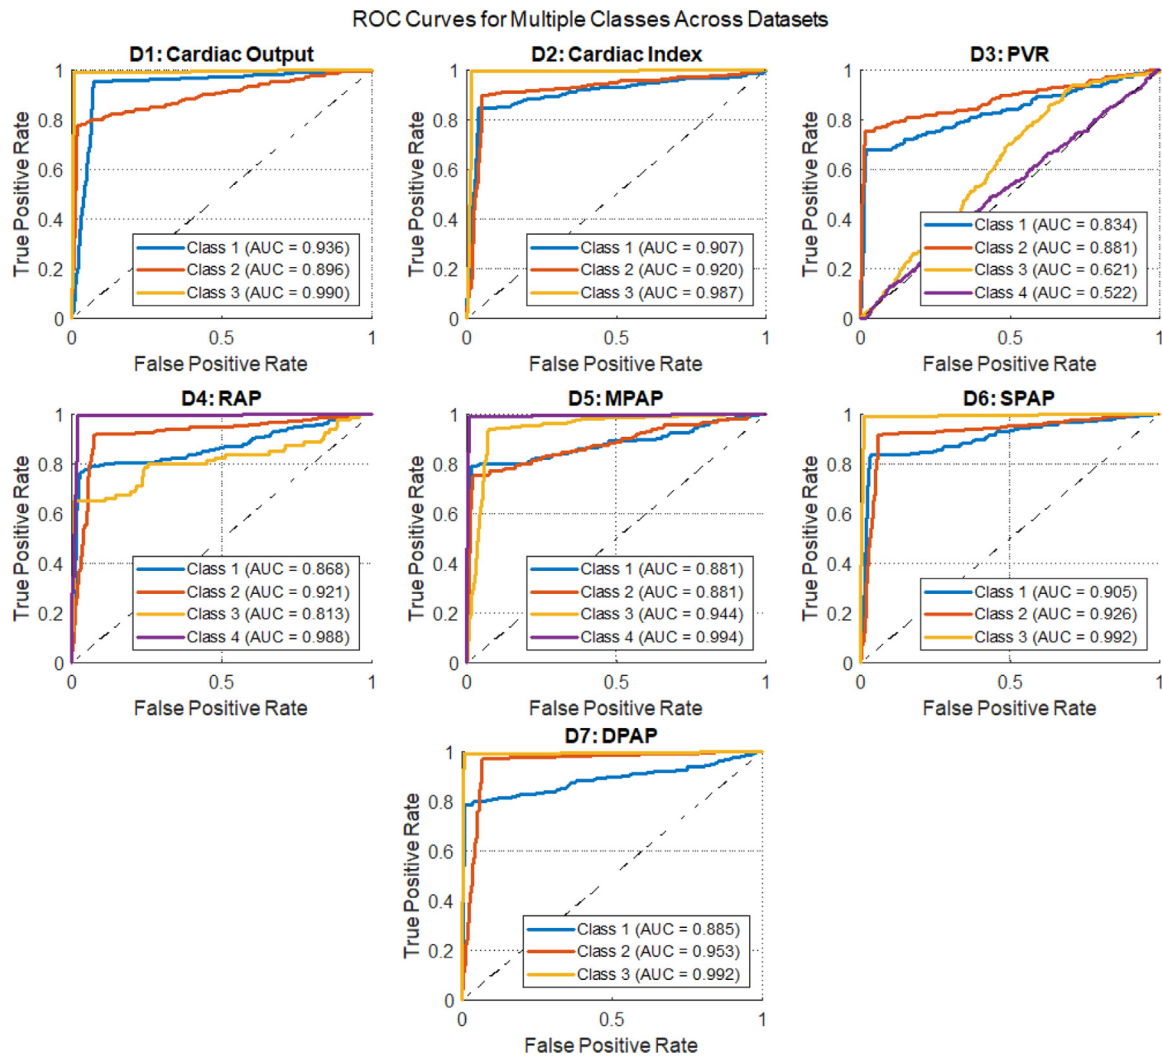 ROC Curves for Multiple Classes Across Datasets
D1: Cardiac Output
1
0.8
0.6
0.4
0.2
0
True Positive Rate
Class 1 (AUC = 0.936)
Class 2 (AUC = 0.896)
Class 3 (AUC = 0.990)
0 0.5 1
False Positive Rate
D2: Cardiac Index
1
0.8
0.6
0.4
0.2
0
True Positive Rate
Class 1 (AUC = 0.907)
Class 2 (AUC = 0.920)
Class 3 (AUC = 0.987)
0 0.5 1
False Positive Rate
D3: PVR
1
0.8
0.6
0.4
0.2
0
True Positive Rate
Class 1 (AUC = 0.834)
Class 2 (AUC = 0.881)
Class 3 (AUC = 0.621)
Class 4 (AUC = 0.522)
0 0.5 1
False Positive Rate
D4: RAP
1
0.8
0.6
0.4
0.2
0
True Positive Rate
Class 1 (AUC = 0.868)
Class 2 (AUC = 0.921)
Class 3 (AUC = 0.813)
Class 4 (AUC = 0.988)
0 0.5 1
False Positive Rate
D5: MPAP
1
0.8
0.6
0.4
0.2
0
True Positive Rate
Class 1 (AUC = 0.881)
Class 2 (AUC = 0.881)
Class 3 (AUC = 0.944)
Class 4 (AUC = 0.994)
0 0.5 1
False Positive Rate
D6: SPAP
1
0.8
0.6
0.4
0.2
0
True Positive Rate
Class 1 (AUC = 0.905)
Class 2 (AUC = 0.926)
Class 3 (AUC = 0.992)
0 0.5 1
False Positive Rate
D7: DPAP
1
0.8
0.6
0.4
0.2
0
True Positive Rate
Class 1 (AUC = 0.885)
Class 2 (AUC = 0.953)
Class 3 (AUC = 0.992)
0 0.5 1
False Positive Rate